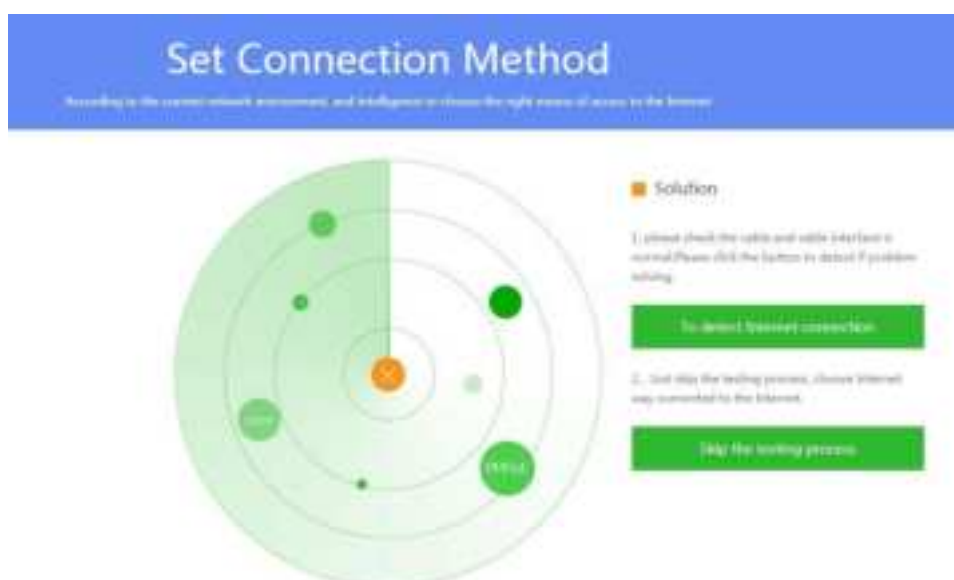 Set Connection Method
According to the current network environment, and intelligence to choose the right means of access to the Internet
Solution
1. please check the cable and cable interface is
normal.Please click the button to detect if problem
solving.
To detect Internet connection
2. Just skip the testing process, choose Internet
way connected to the Internet.
PPPoE
Skip the testing process